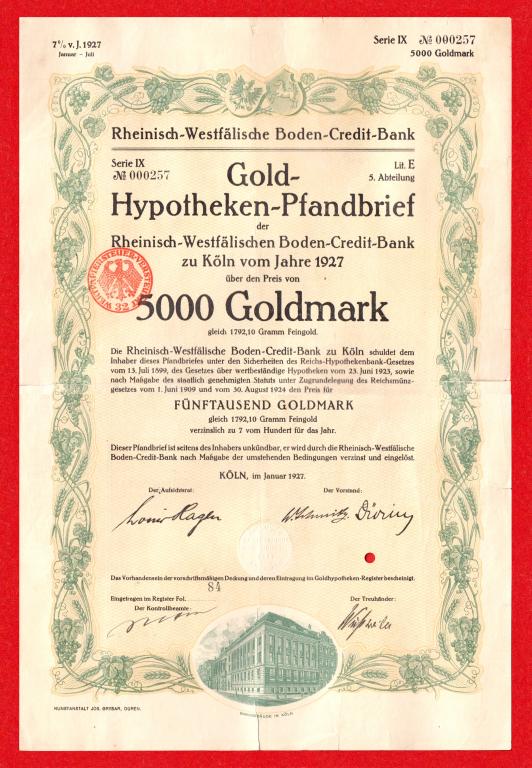 7% v. J. 1927
Januar – Juli
Serie IX № 000257
5000 Goldmark
Rheinisch-Westfälische Boden-Credit-Bank
Serie IX
№ 000257
Lit. E
5. Abteilung
Gold-
Hypotheken-Pfandbrief
der
Rheinisch-Westfälischen Boden-Credit-Bank
zu Köln vom Jahre 1927
über den Preis von
5000 Goldmark
gleich 1792,10 Gramm Feingold.
Die Rheinisch-Westfälische Boden-Credit-Bank zu Köln schuldet dem
Inhaber dieses Pfandbriefes unter den Sicherheiten des Reichs-Hypothekenbank-Gesetzes
vom 13. Juli 1899, des Gesetzes über wertbeständige Hypotheken vom 23. Juni 1923, sowie
nach Maßgabe des staatlich genehmigten Statuts unter Zugrundelegung des Reichsmünz-
gesetzes vom 1. Juni 1909 und vom 30. August 1924 den Preis für
FÜNFTAUSEND GOLDMARK
gleich 1792,10 Gramm Feingold
verzinslich zu 7 vom Hundert für das Jahr.
Dieser Pfandbrief ist seitens des Inhabers unkündbar, er wird durch die Rheinisch-Westfälische
Boden-Credit-Bank nach Maßgabe der umstehenden Bedingungen verzinst und eingelöst.
KÖLN, im Januar 1927.
Der Aufsichtsrat:
Der Vorstand:
Louis Hagen
Das Vorhandensein der vorschriftsmäßigen Deckung und deren Eintragung im Goldhypotheken-Register bescheinigt.
84
Eingetragen im Register Fol.
Der Kontrollbeamte:
Der Treuhänder:
KUNSTANSTALT JOS. GREBAR, DÜREN.
BANKGEBÄUDE IN KÖLN